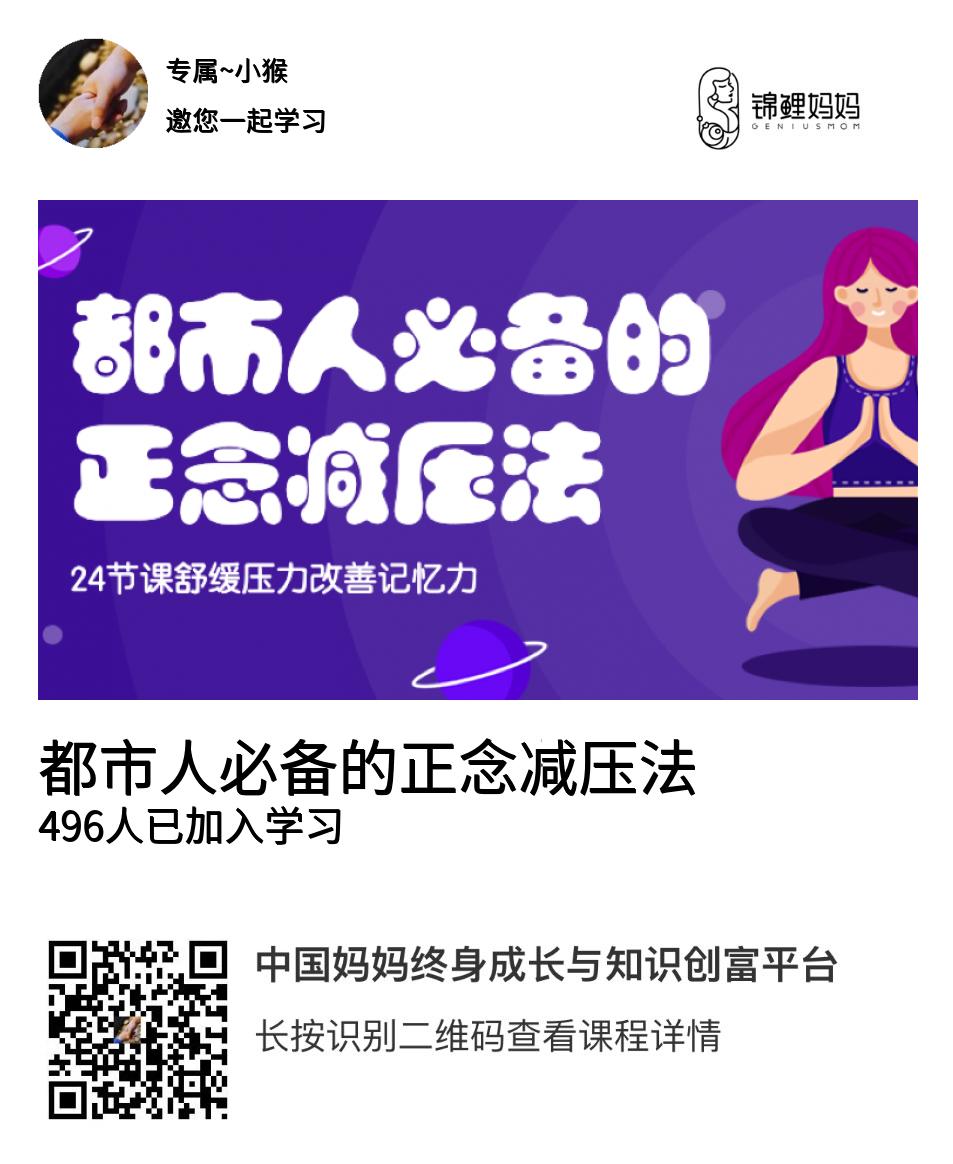 专属~小猴
邀您一起学习
锦鲤妈妈
GENIUSMOM
都市人必备的
正念减压法
24节课舒缓压力改善记忆力
都市人必备的正念减压法
496人已加入学习
中国妈妈终身成长与知识创富平台
长按识别二维码查看课程详情